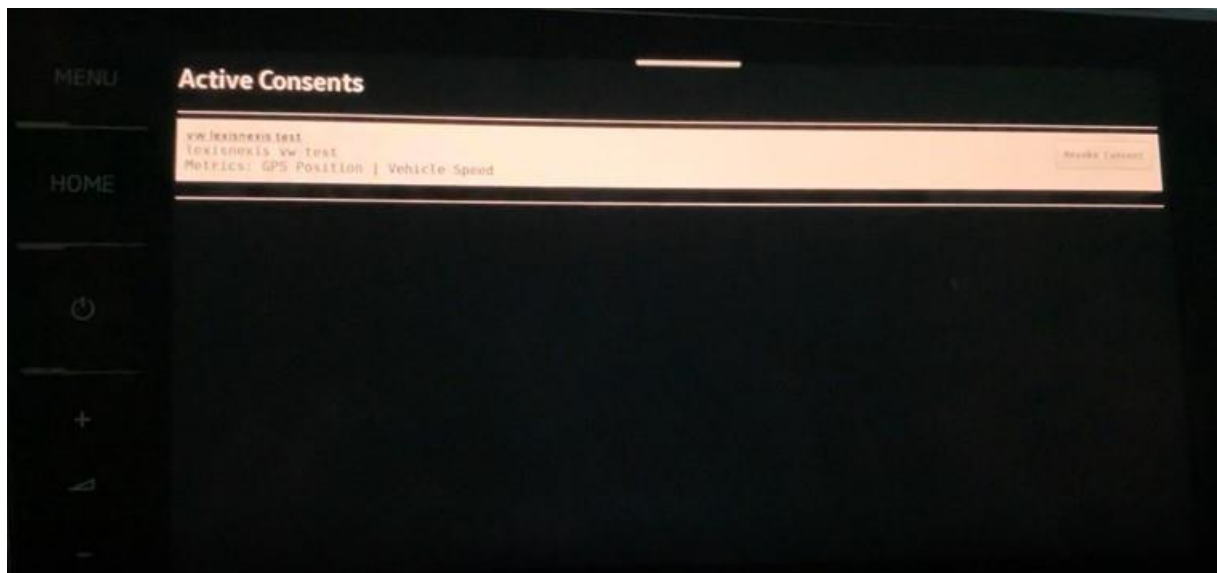 MENU
Active Consents
vw lexisnexis test
lexisnexis vw test
Metrics: GPS Position | Vehicle Speed
Revoke Consent
HOME
+
-